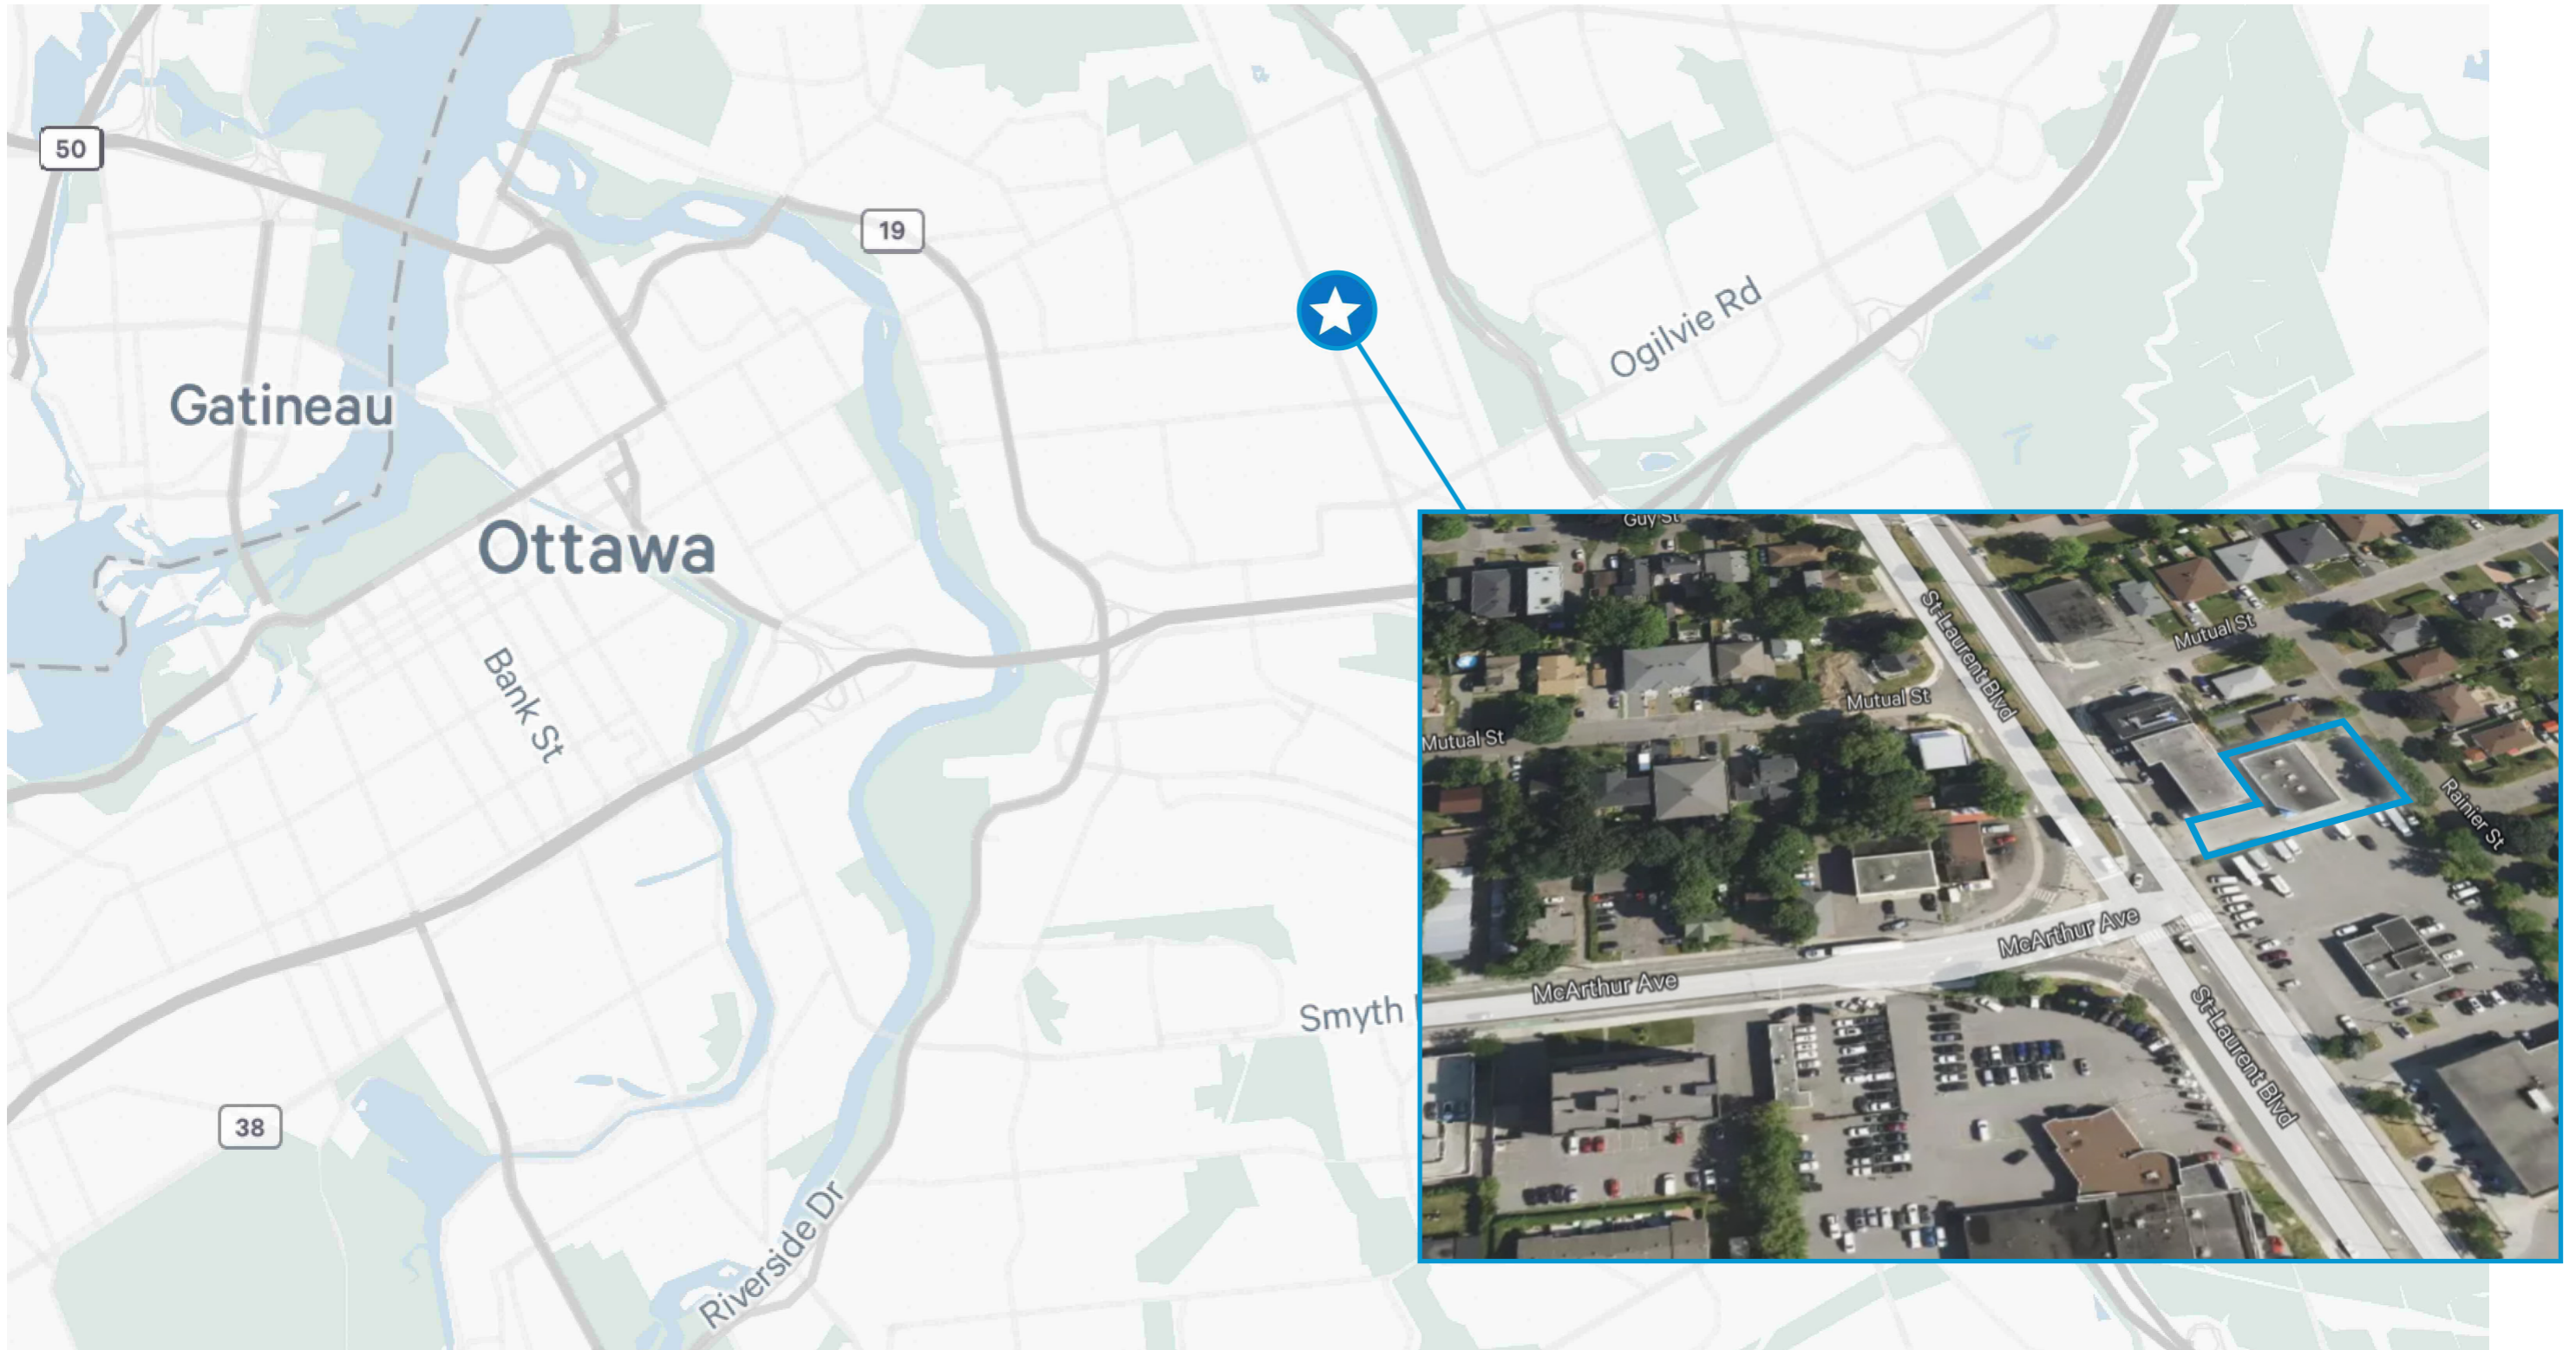 50
19
Gatineau
Ogilvie Rd
Ottawa
Bank St
Smyth
38
Riverside Dr
Guy St
St-Laurent Blvd
Mutual St
Mutual St
Mutual St
Rainier St
McArthur Ave
McArthur Ave
St-Laurent Blvd